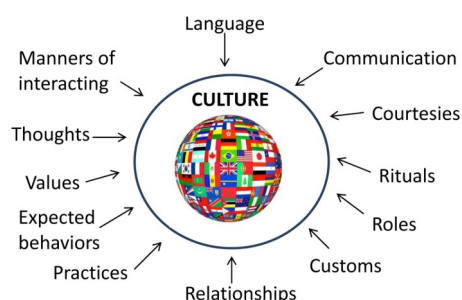 Language
Communication
Courtesies
Rituals
Roles
Customs
Relationships
Practices
Expected
behaviors
Values
Thoughts
Manners of
interacting
CULTURE